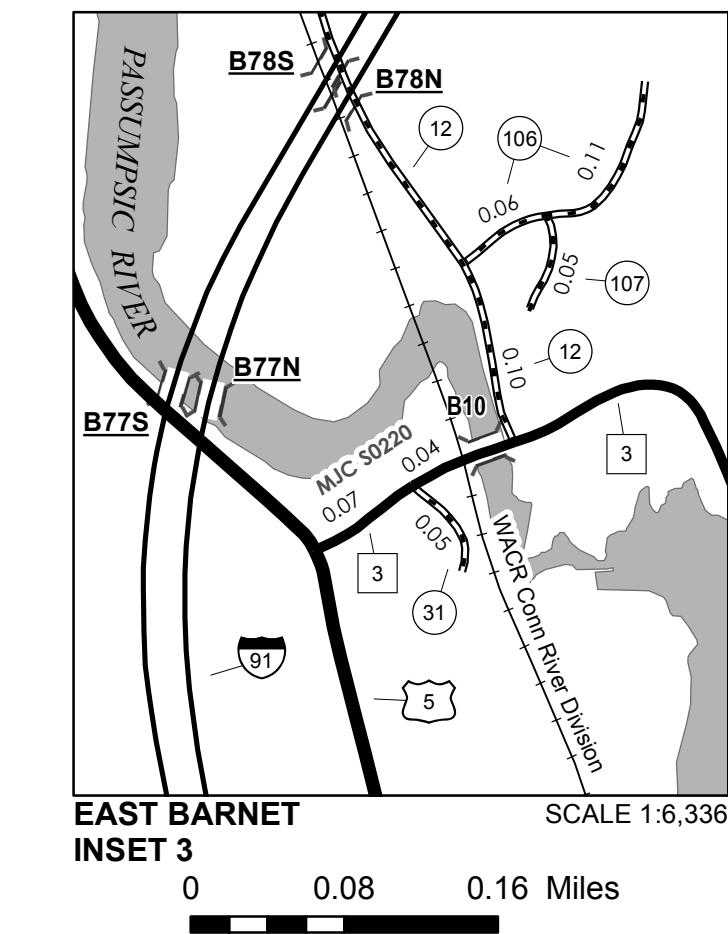 B78S
B78N
12
106
0.11
0.06
0.05
107
PASSUMPSIC RIVER
12
0.10
B77N
B77S
B10
MJC S0220
0.04
0.07
3
0.05
3
31
WACR Conn River Division
91
5
EAST BARNET
INSET 3
SCALE 1:6,336
0 0.08 0.16 Miles